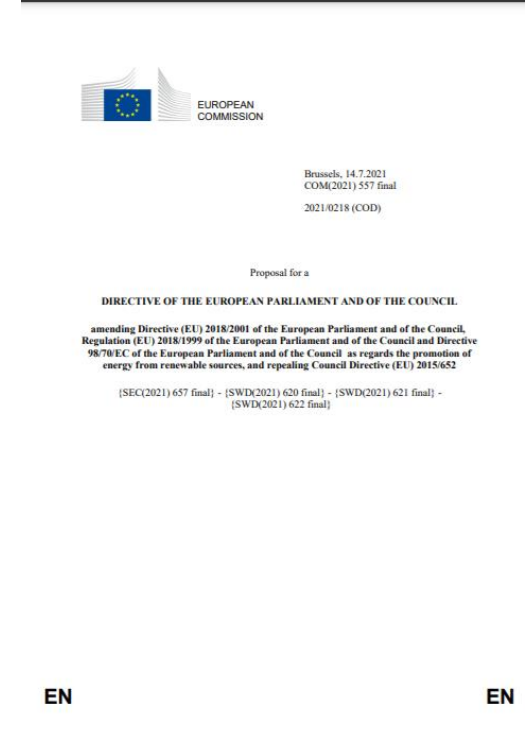 EUROPEAN
COMMISSION
Brussels, 14.7.2021
COM(2021) 557 final
2021/0218 (COD)
Proposal for a
DIRECTIVE OF THE EUROPEAN PARLIAMENT AND OF THE COUNCIL
amending Directive (EU) 2018/2001 of the European Parliament and of the Council,
Regulation (EU) 2018/1999 of the European Parliament and of the Council and Directive
98/70/EC of the European Parliament and of the Council as regards the promotion of
energy from renewable sources, and repealing Council Directive (EU) 2015/652
{SEC(2021) 657 final} - {SWD(2021) 620 final} - {SWD(2021) 621 final} -
{SWD(2021) 622 final}
EN EN